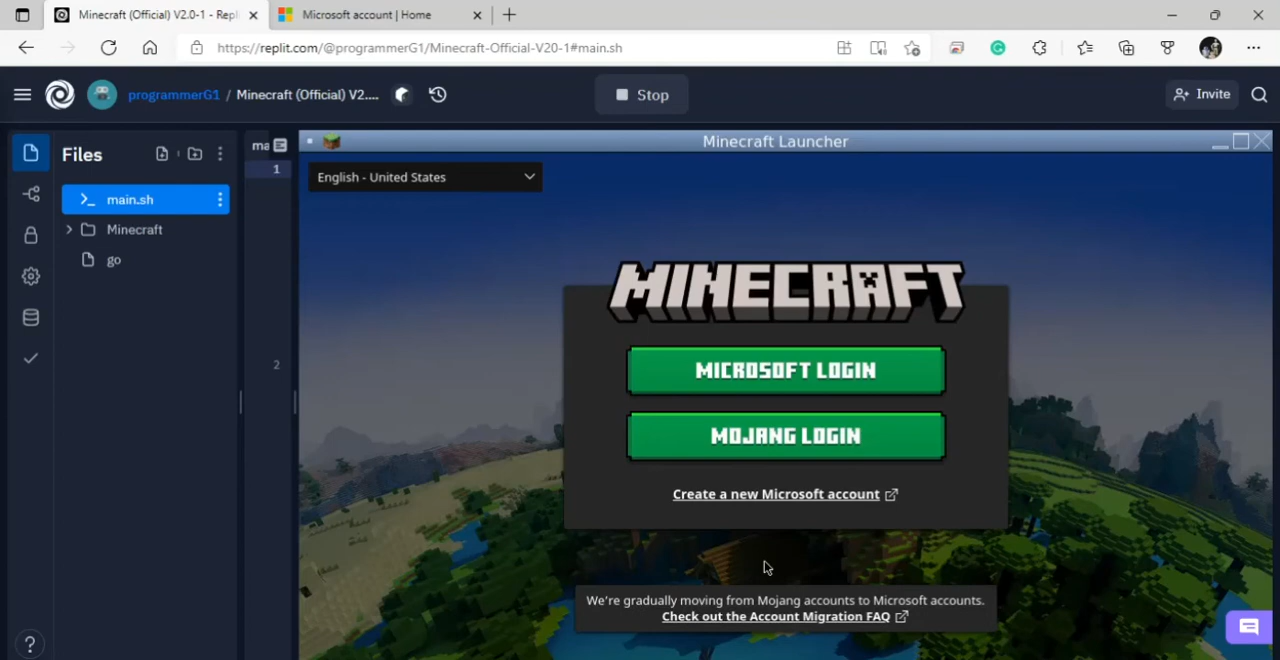 Minecraft (Official) V2.0-1 - Repl
Microsoft account | Home
https://replit.com/@programmerG1/Minecraft-Official-V20-1#main.sh
programmerG1 / Minecraft (Official) V2....
Stop
Invite
Files
ma
Minecraft Launcher
1
English - United States
main.sh
Minecraft
go
MINECRAFT
MICROSOFT LOGIN
2
MOJANG LOGIN
Create a new Microsoft account
We're gradually moving from Mojang accounts to Microsoft accounts.
Check out the Account Migration FAQ
?